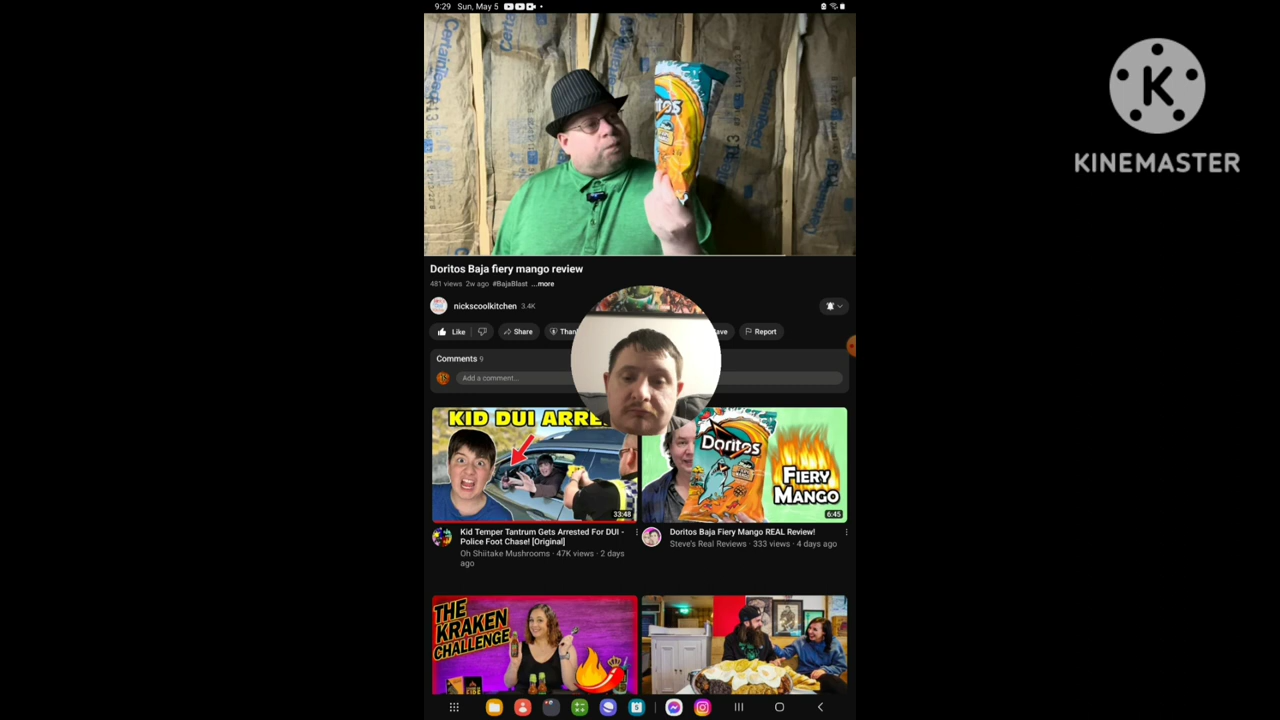 9:29 Sun, May 5
CertainTeed
R13
itos
Doritos Baja fiery mango review
481 views 2w ago #BajaBlast ...more
nickscoolkitchen 3.4K
Like
Share
Report
Comments 9
Add a comment...
KID DUI
33:48
Doritos
FIERY
MANGO
6:45
Kid Temper Tantrum Gets Arrested For DUI -
Police Foot Chase! [Original]
Oh Shiitake Mushrooms · 47K views · 2 days
ago
Doritos Baja Fiery Mango REAL Review!
Steve's Real Reviews · 333 views · 4 days ago
THE
KRAKEN
CHALLENGE
K
KINEMASTER